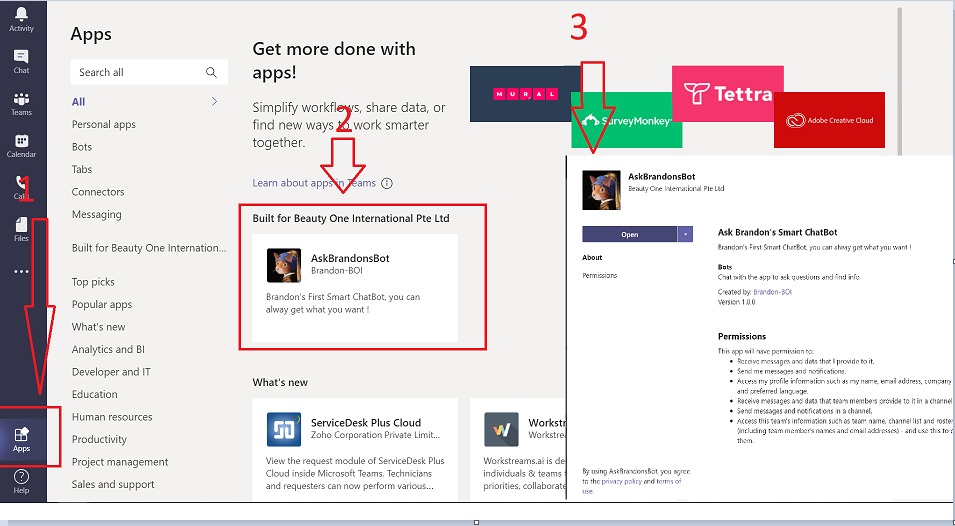 Activity
Chat
Teams
Calendar
Calls
Files
Apps
Help
1
Apps
Search all
All
Personal apps
Bots
Tabs
Connectors
Messaging
Built for Beauty One Internation...
Top picks
Popular apps
What's new
Analytics and BI
Developer and IT
Education
Human resources
Productivity
Project management
Sales and support
Get more done with
apps!
Simplify workflows, share data, or
find new ways to work smarter
together.
2
Learn about apps in Teams
Built for Beauty One International Pte Ltd
AskBrandonsBot
Brandon-BOI
Brandon's First Smart ChatBot, you can
alway get what you want !
What's new
ServiceDesk Plus Cloud
Zoho Corporation Private Limit...
View the request module of ServiceDesk Plus
Cloud inside Microsoft Teams. Technicians
and requesters can now perform various...
Workst
Workstream
Workstreams.ai is de
individuals & teams t
priorities, collaborate
3
MURAL
SurveyMonkey
Tettra
Adobe Creative Cloud
AskBrandonsBot
Beauty One International Pte Ltd
Open
About
Permissions
Ask Brandon's Smart ChatBot
Brandon's First Smart ChatBot, you can alway get what you want !
Bots
Chat with the app to ask questions and find info
Created by: Brandon-BOI
Version 1.0.0
Permissions
This app will have permission to:
• Receive messages and data that I provide to it.
• Send me messages and notifications.
• Access my profile information such as my name, email address, company
and preferred language.
• Receive messages and data that team members provide to it in a channel
• Send messages and notifications in a channel.
• Access this team's information such as team name, channel list and roster
(including team member's names and email addresses) - and use this to c
them.
By using AskBrandonsBot, you agree
to the privacy policy and terms of
use.